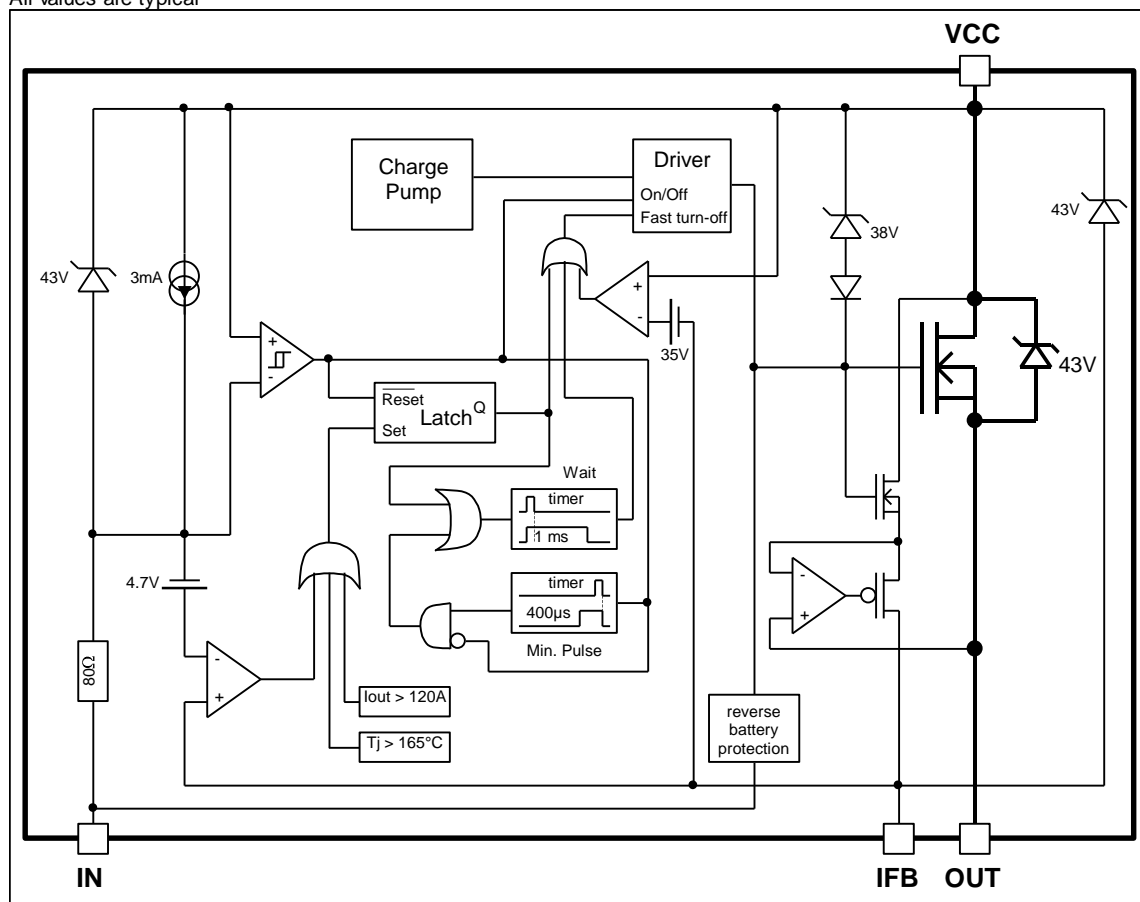 All values are typical
VCC
Charge
Pump
Driver
On/Off
Fast turn-off
43V
3mA
38V
43V
+
-
35V
+
-
43V
Reset
Set
Latch
Q
Wait
timer
1 ms
4.7V
timer
400µs
Min. Pulse
-
+
80Ω
-
+
Iout > 120A
Tj > 165°C
reverse
battery
protection
IN
IFB
OUT